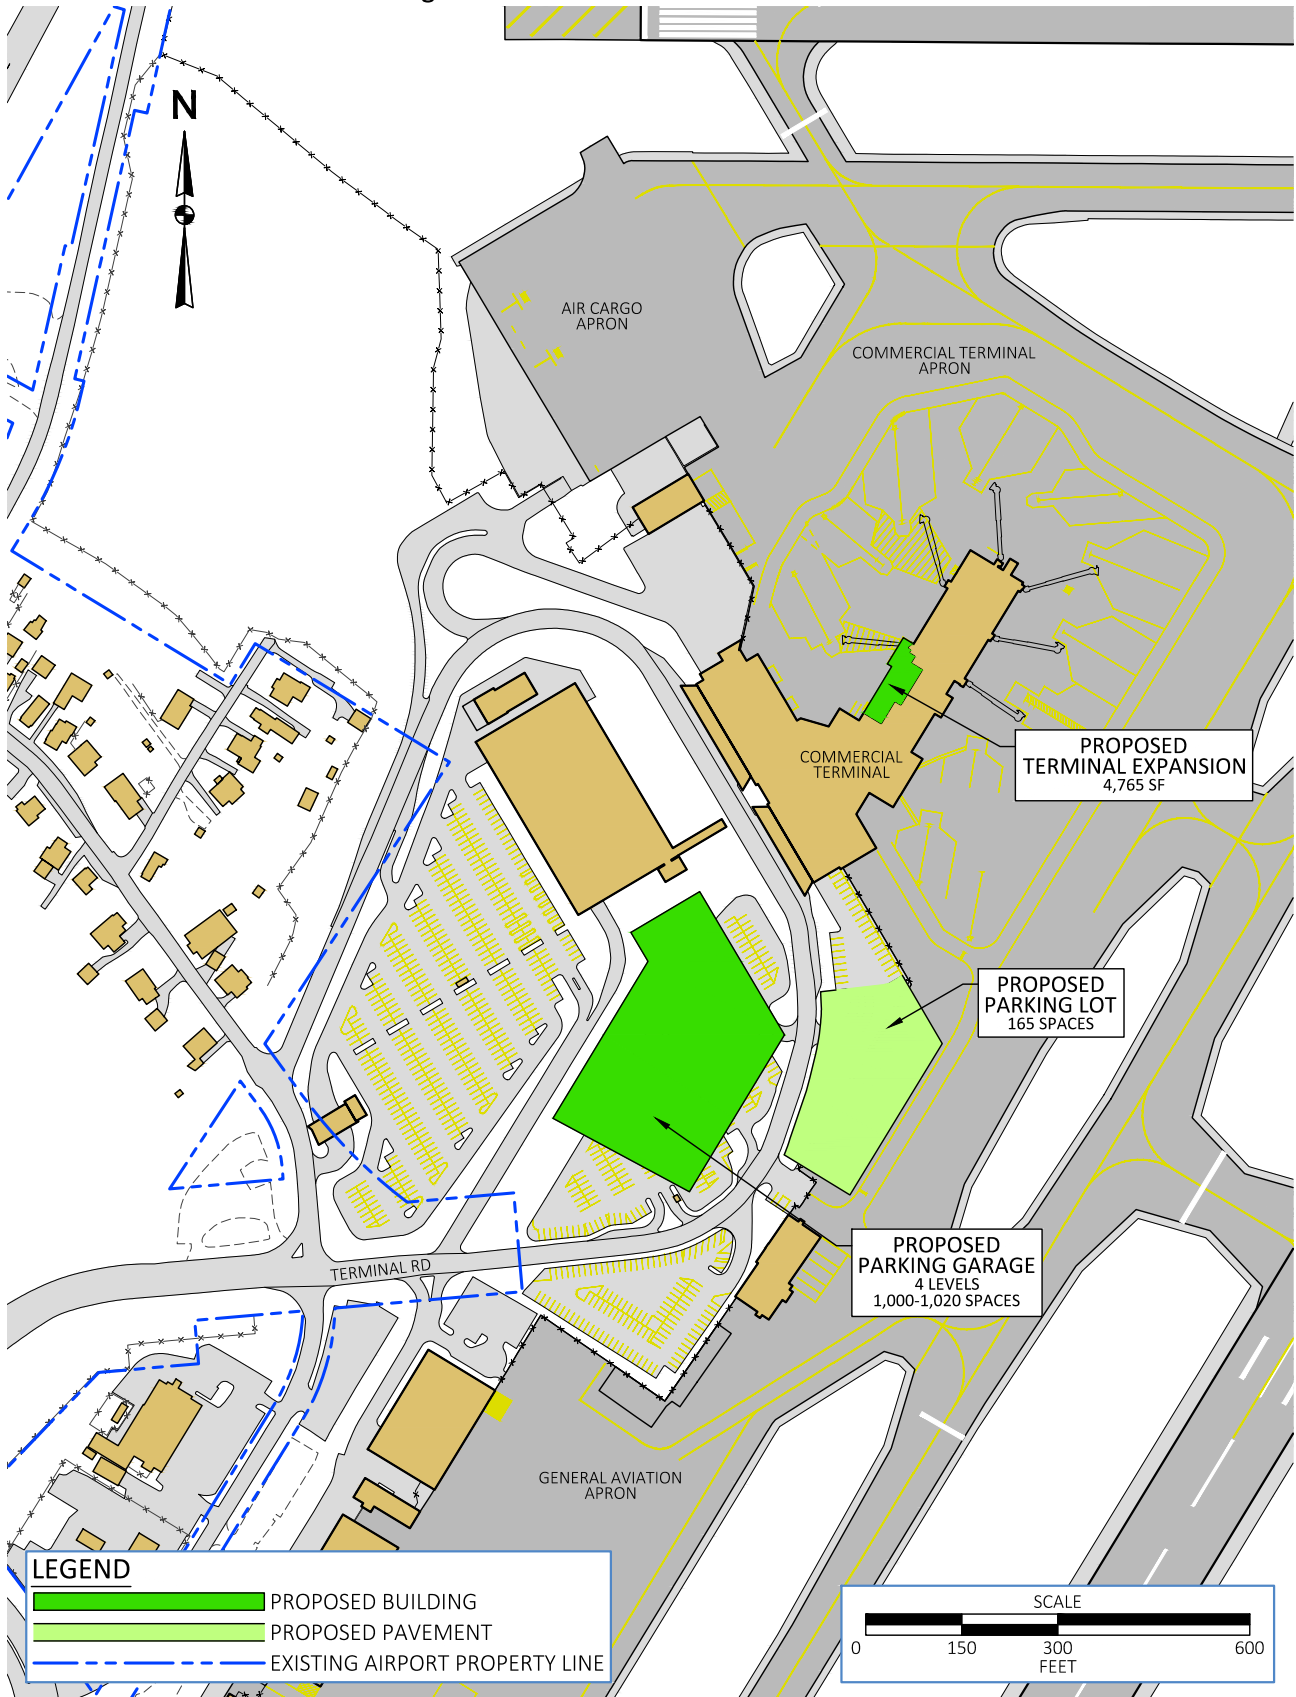 N
AIR CARGO
APRON
COMMERCIAL TERMINAL
APRON
COMMERCIAL
TERMINAL
PROPOSED
TERMINAL EXPANSION
4,765 SF
PROPOSED
PARKING LOT
165 SPACES
PROPOSED
PARKING GARAGE
4 LEVELS
1,000-1,020 SPACES
TERMINAL RD
GENERAL AVIATION
APRON
LEGEND
PROPOSED BUILDING
PROPOSED PAVEMENT
EXISTING AIRPORT PROPERTY LINE
SCALE
0 150 300 600
FEET